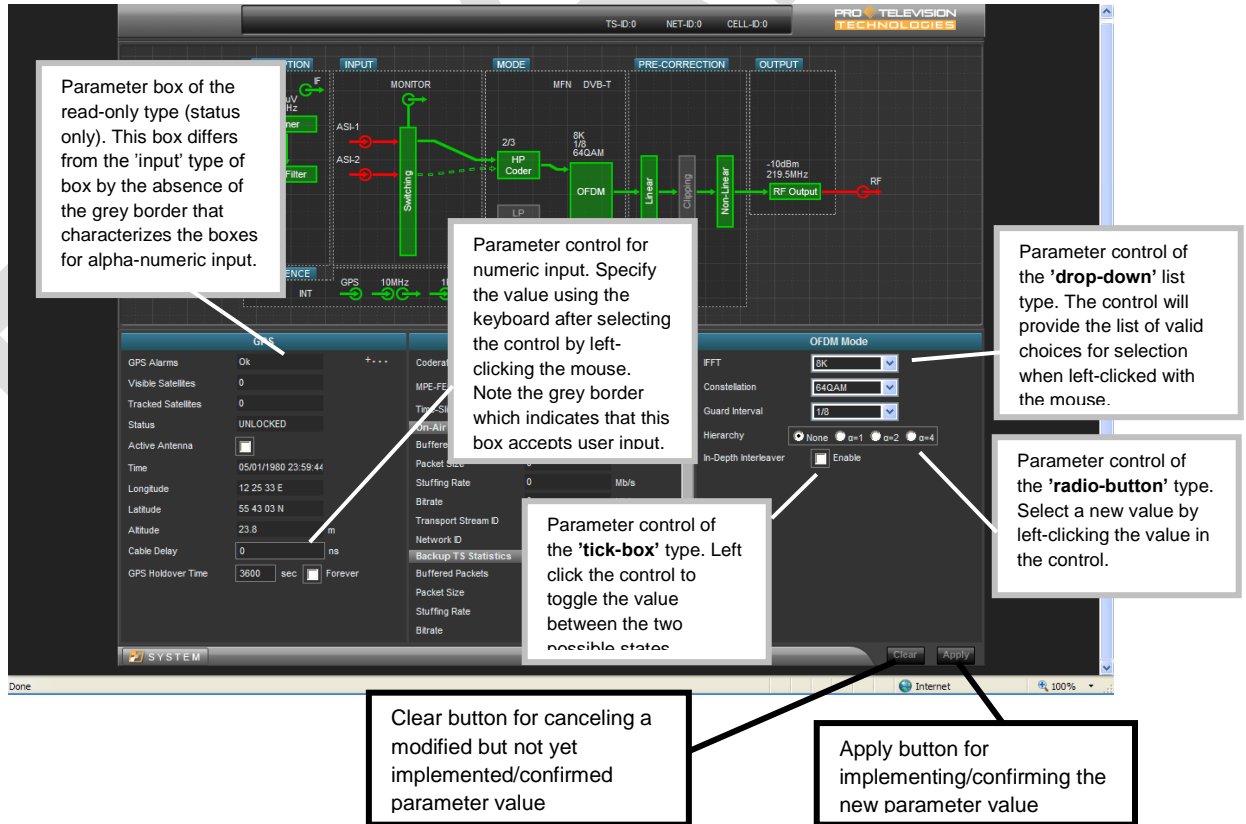 TS-ID:0 NET-ID:0 CELL-ID:0
PRO TELEVISION
TECHNOLOGIES
INPUT
MODE
PRE-CORRECTION
OUTPUT
IF
MONITOR
MFN DVB-T
ASI-1
ASI-2
Switching
2/3
HP
Coder
LP
8K
1/8
64QAM
OFDM
Linear
Clipping
Non-Linear
-10dBm
219.5MHz
RF Output
RF
Filter
INT
GPS
10MHz
Parameter box of the
read-only type (status
only). This box differs
from the 'input' type of
box by the absence of
the grey border that
characterizes the boxes
for alpha-numeric input.
Parameter control for
numeric input. Specify
the value using the
keyboard after selecting
the control by left-
clicking the mouse.
Note the grey border
which indicates that this
box accepts user input.
Parameter control of
the 'drop-down' list
type. The control will
provide the list of valid
choices for selection
when left-clicked with
the mouse.
Parameter control of
the 'radio-button' type.
Select a new value by
left-clicking the value in
the control.
Parameter control of
the 'tick-box' type. Left
click the control to
toggle the value
between the two
possible states
GPS
GPS Alarms Ok +---
Visible Satellites 0
Tracked Satellites 0
Status UNLOCKED
Active Antenna
Time 05/01/1980 23:59:44
Longitude 12 25 33 E
Latitude 55 43 03 N
Altitude 23.8 m
Cable Delay 0 ns
GPS Holdover Time 3600 sec Forever
On-Air
Packet Size 0
Stuffing Rate 0 Mb/s
Bitrate
Transport Stream ID
Network ID
Backup TS Statistics
Buffered Packets
Packet Size
Stuffing Rate
Bitrate
OFDM Mode
IFFT 8K
Constellation 64QAM
Guard Interval 1/8
Hierarchy None α=1 α=2 α=4
In-Depth Interleaver Enable
SYSTEM
Clear Apply
Done Internet 100%
Clear button for canceling a
modified but not yet
implemented/confirmed
parameter value
Apply button for
implementing/confirming the
new parameter value